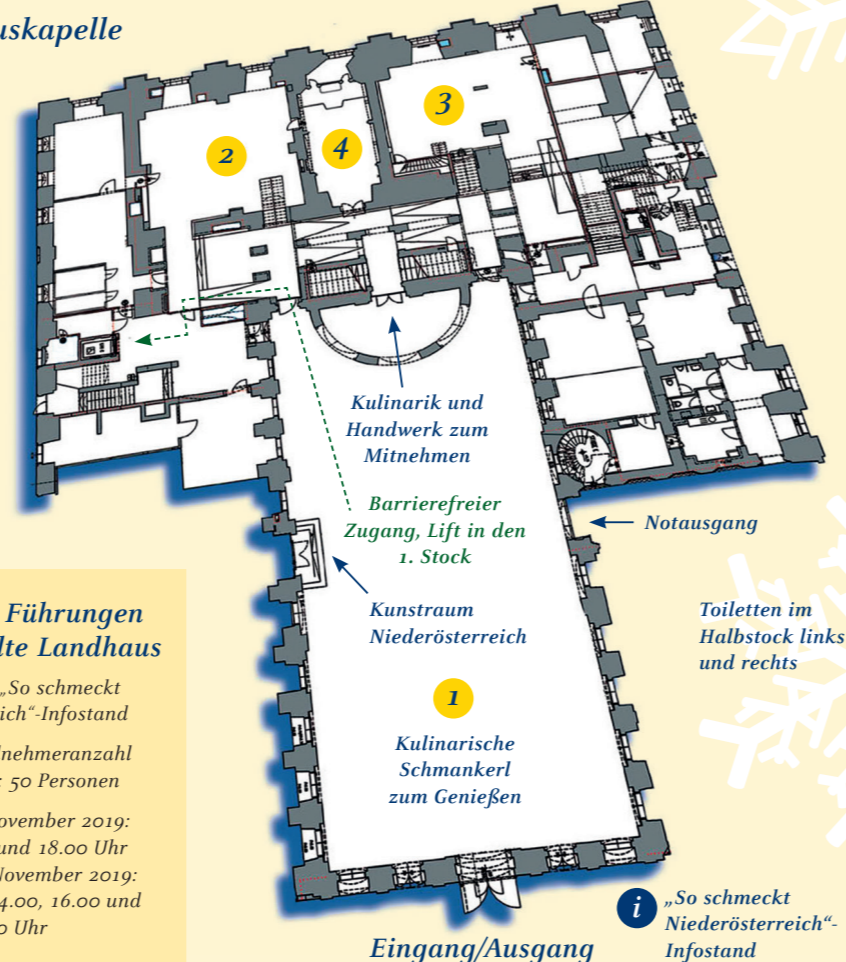 uskapelle
2
4
3
Kulinarik und
Handwerk zum
Mitnehmen
Barrierefreier
Zugang, Lift in den
1. Stock
Notausgang
Kunstraum
Niederösterreich
Toiletten im
Halbstock links
und rechts
1
Kulinarische
Schmankerl
zum Genießen
Führungen
lte Landhaus
„So schmeckt
ich“-Infostand
lnehmeranzahl
: 50 Personen
ovember 2019:
und 18.00 Uhr
November 2019:
4.00, 16.00 und
0 Uhr
Eingang/Ausgang
i
„So schmeckt
Niederösterreich“-
Infostand